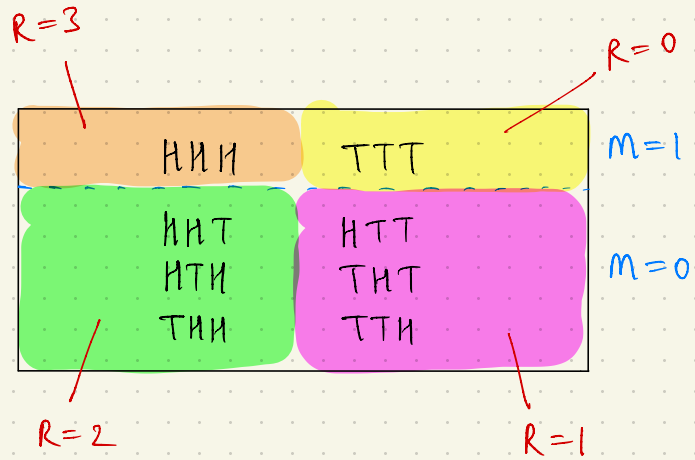 R=3
R=0
HHH TTT
m=1
HHT HTT
HTH THT
m=0
THH TTH
R=2
R=1